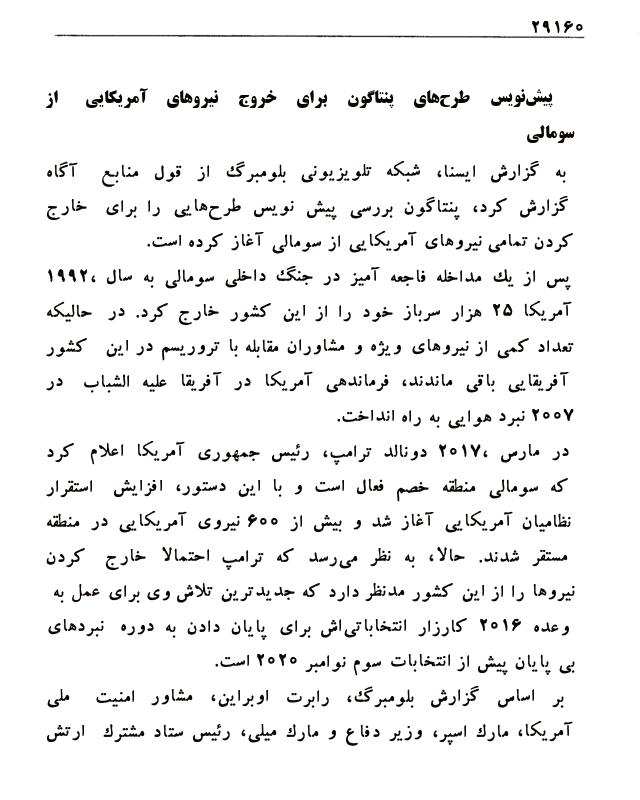 ۲۹۱۶۰
پیش‌نویس طرح‌های پنتاگون برای خروج نیروهای آمریکایی از
سومالی
به گزارش ایسنا، شبکه تلویزیونی بلومبرگ از قول منابع آگاه
گزارش کرد، پنتاگون بررسی پیش نویس طرح‌هایی را برای خارج
کردن تمامی نیروهای آمریکایی از سومالی آغاز کرده است.
پس از یك مداخله فاجعه آمیز در جنگ داخلی سومالی به سال ،۱۹۹۲
آمریکا ۲۵ هزار سرباز خود را از این کشور خارج کرد. در حالیکه
تعداد کمی از نیروهای ویژه و مشاوران مقابله با تروریسم در این کشور
آفریقایی باقی ماندند، فرماندهی آمریکا در آفریقا علیه الشباب در
۲۰۰۷ نبرد هوایی به راه انداخت.
در مارس ،۲۰۱۷ دونالد ترامپ، رئیس جمهوری آمریکا اعلام کرد
که سومالی منطقه خصم فعال است و با این دستور، افزایش استقرار
نظامیان آمریکایی آغاز شد و بیش از ۶۰۰ نیروی آمریکایی در منطقه
مستقر شدند. حالا، به نظر می‌رسد که ترامپ احتمالا خارج کردن
نیروها را از این کشور مدنظر دارد که جدیدترین تلاش وی برای عمل به
وعده ۲۰۱۶ کارزار انتخاباتی‌اش برای پایان دادن به دوره نبردهای
بی پایان پیش از انتخابات سوم نوامبر ۲۰۲۰ است.
بر اساس گزارش بلومبرگ، رابرت اوبراین، مشاور امنیت ملی
آمریکا، مارك اسپر، وزیر دفاع و مارك میلی، رئیس ستاد مشترك ارتش